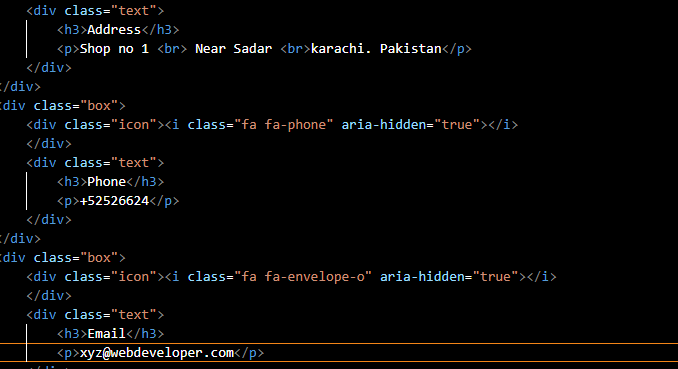 <div class="text">
<h3>Address</h3>
<p>Shop no 1 <br> Near Sadar <br>karachi. Pakistan</p>
</div>
</div>
<div class="box">
<div class="icon"><i class="fa fa-phone" aria-hidden="true"></i>
</div>
<div class="text">
<h3>Phone</h3>
<p>+52526624</p>
</div>
</div>
<div class="box">
<div class="icon"><i class="fa fa-envelope-o" aria-hidden="true"></i>
</div>
<div class="text">
<h3>Email</h3>
<p>xyz@webdeveloper.com</p>